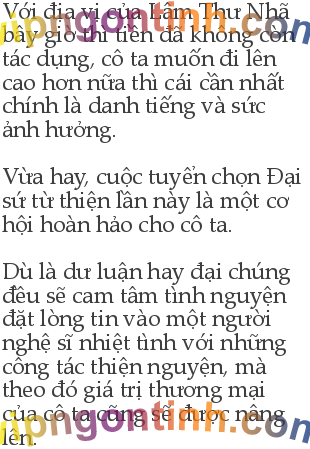 Với địa vị của Lâm Thư Nhã
bây giờ thì tiền đã không còn
tác dụng, cô ta muốn đi lên
cao hơn nữa thì cái cần nhất
chính là danh tiếng và sức
ảnh hưởng.
Vừa hay, cuộc tuyển chọn Đại
sứ từ thiện lần này là một cơ
hội hoàn hảo cho cô ta.
Dù là dư luận hay đại chúng
đều sẽ cam tâm tình nguyện
đặt lòng tin vào một người
nghệ sĩ nhiệt tình với những
công tác thiện nguyện, mà
theo đó giá trị thương mại
của cô ta cũng sẽ được nâng
lên.